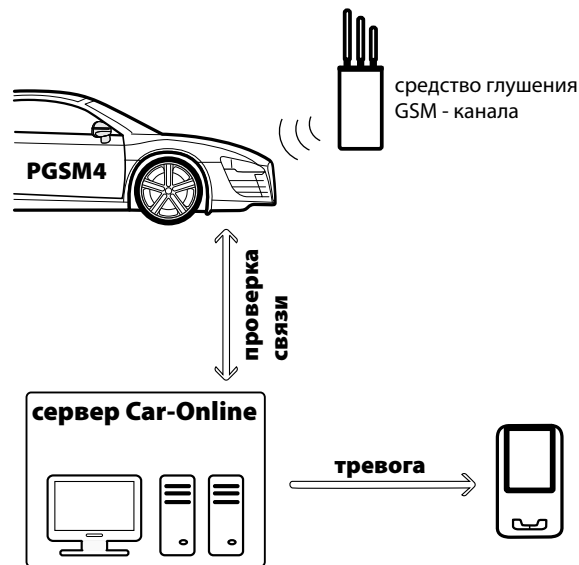 средство глушения
GSM - канала
PGSM4
проверка
связи
сервер Car-Online
тревога